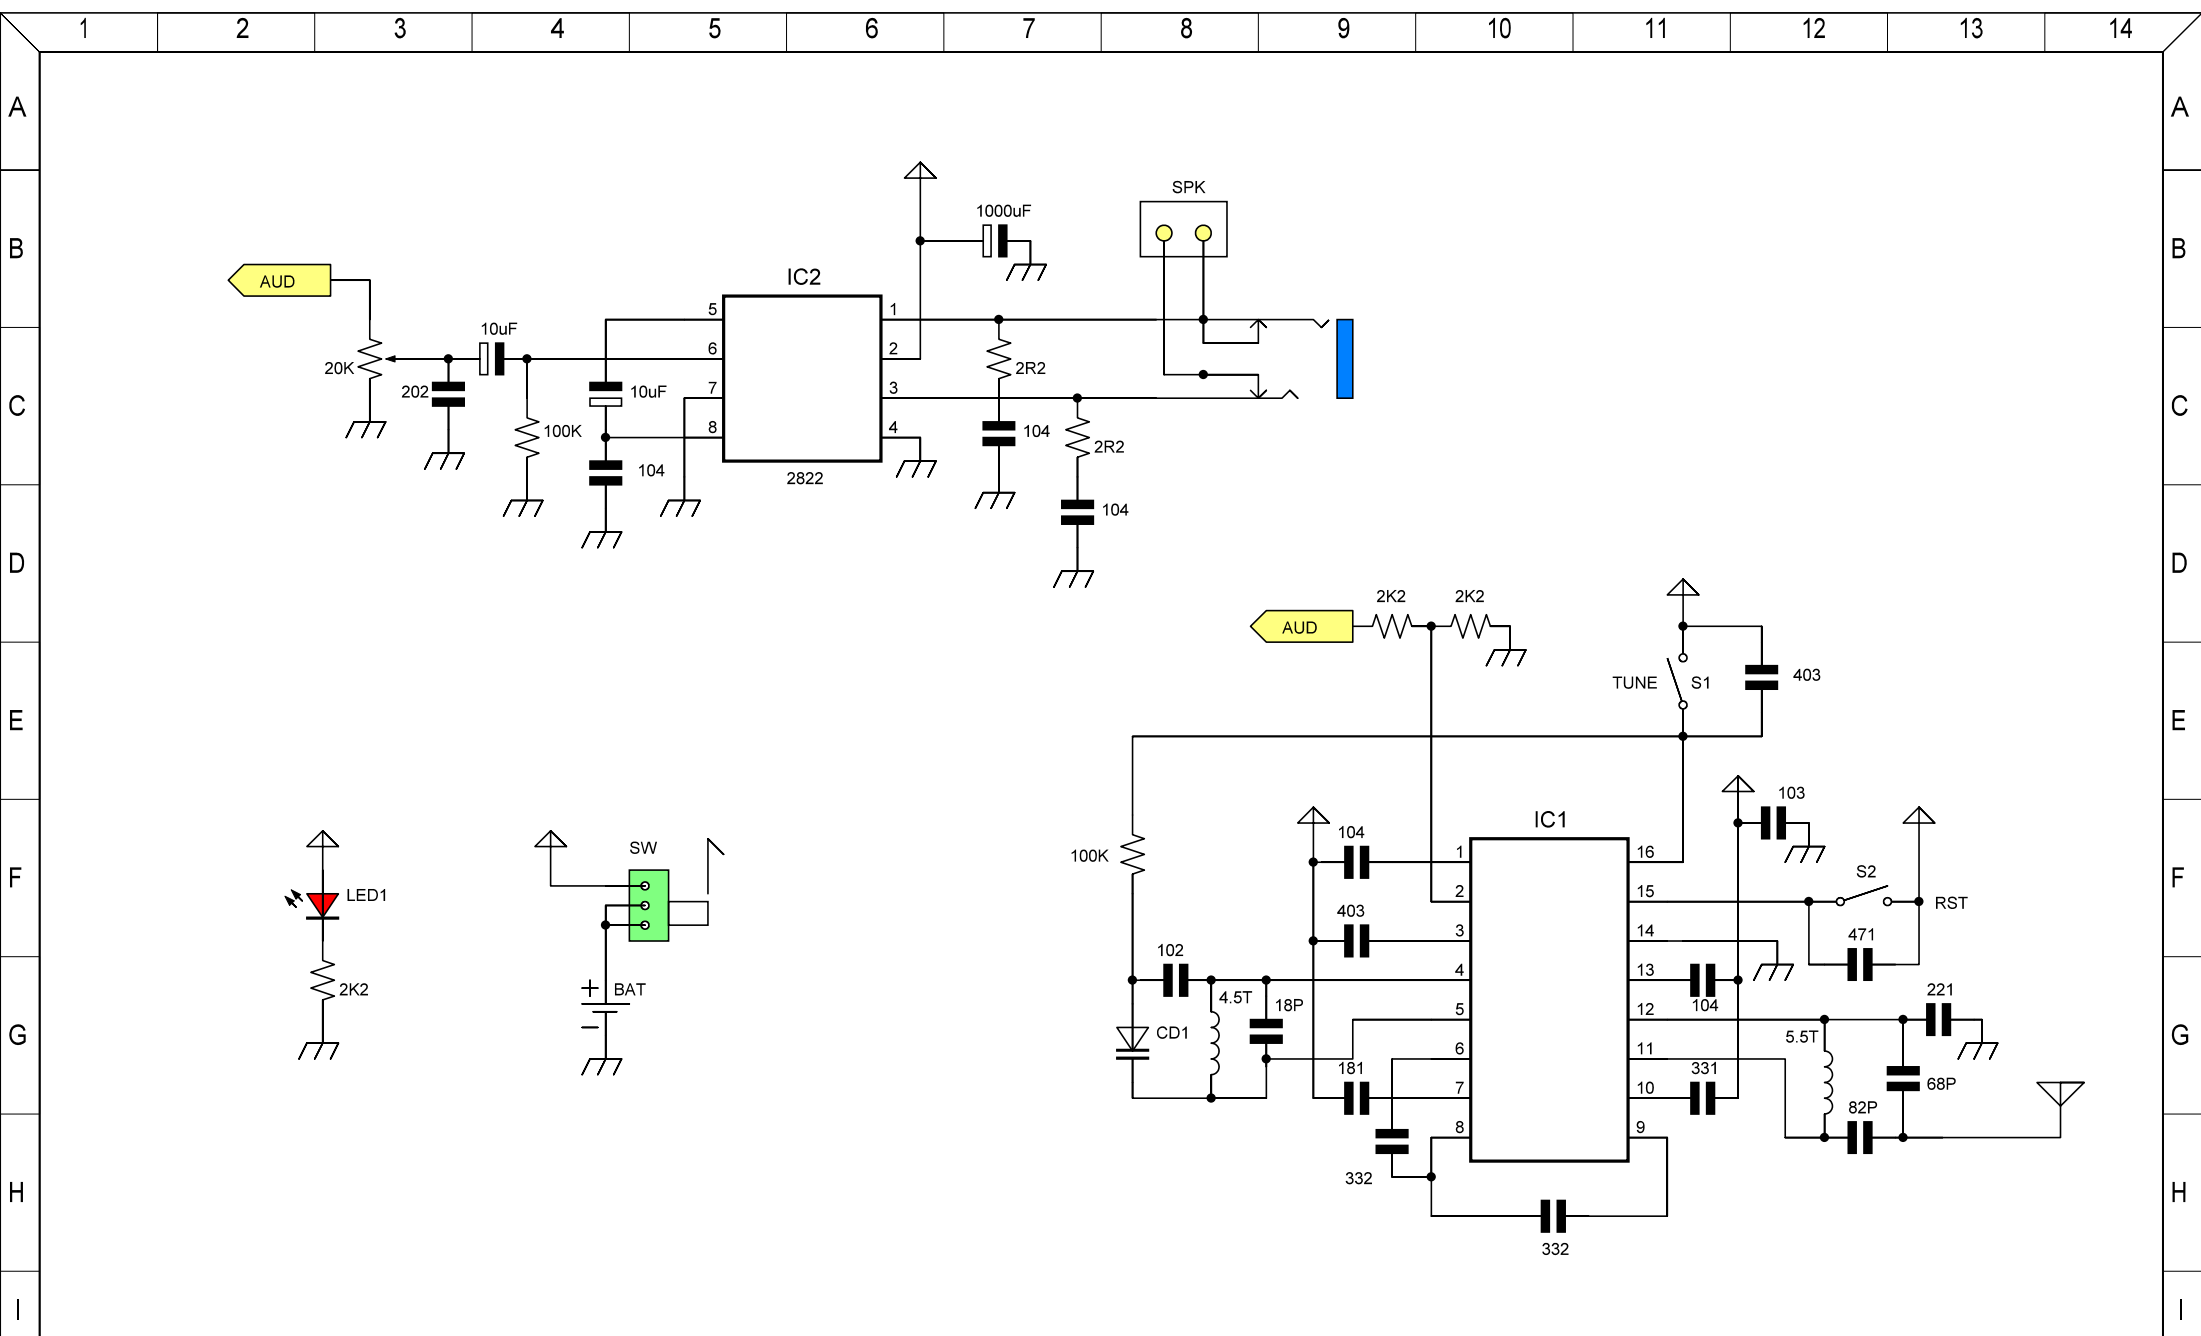 1 2 3 4 5 6 7 8 9 10 11 12 13 14
A A
SPK
1000uF
B B
IC2
AUD
5 1
10uF
6 2
20K 2R2
202 10uF 7 3
C C
100K 8 4 104
2R2
104
2822
104
D D
2K2 2K2
AUD
403
TUNE S1
E E
103
IC1
104
SW
100K 16
1
F S2 F
LED1 15
2 RST
403
3 14 471
102
4 13
2K2 BAT 221
4.5T 18P 104
5 12
CD1 5.5T
G G
6 11
181 331
7 10 68P
82P
8 9
332
H H
332
I I
+
−